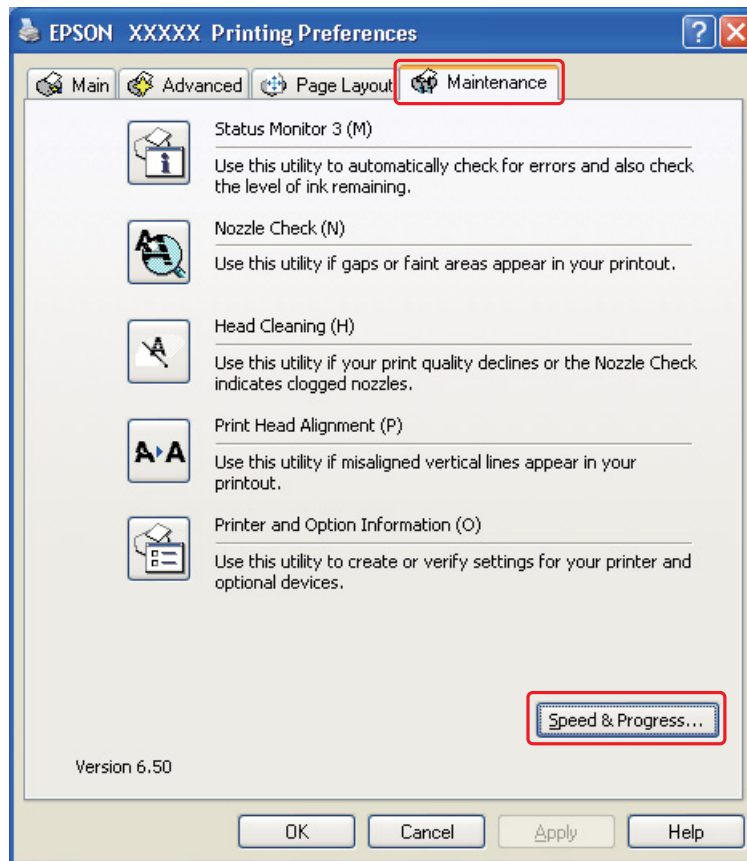 EPSON XXXXX Printing Preferences
Main
Advanced
Page Layout
Maintenance
Status Monitor 3 (M)
Use this utility to automatically check for errors and also check
the level of ink remaining.
Nozzle Check (N)
Use this utility if gaps or faint areas appear in your printout.
Head Cleaning (H)
Use this utility if your print quality declines or the Nozzle Check
indicates clogged nozzles.
Print Head Alignment (P)
Use this utility if misaligned vertical lines appear in your
printout.
Printer and Option Information (O)
Use this utility to create or verify settings for your printer and
optional devices.
Speed & Progress...
Version 6.50
OK
Cancel
Apply
Help